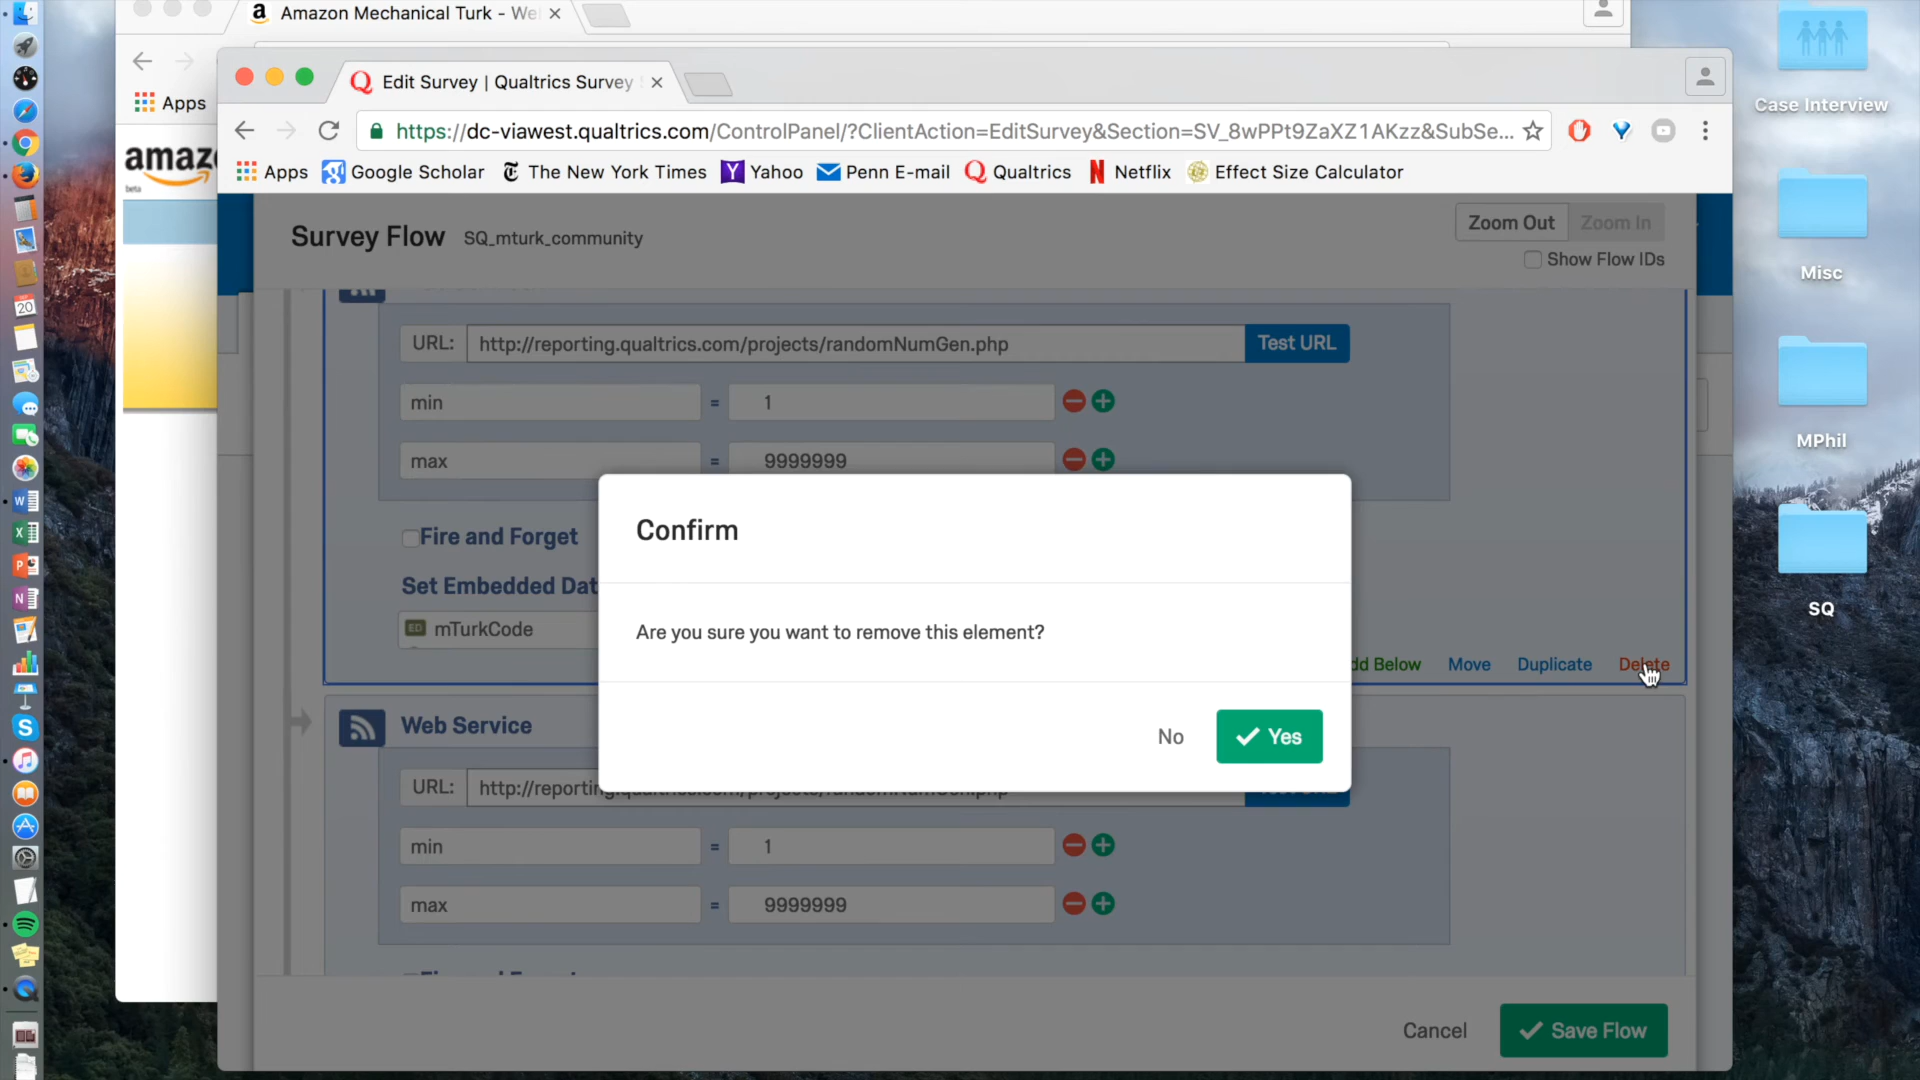 Amazon Mechanical Turk - We
Apps
amazo
beta
Edit Survey | Qualtrics Survey
https://dc-viawest.qualtrics.com/ControlPanel/?ClientAction=EditSurvey&Section=SV_8wPPt9ZaXZ1AKzz&SubSe...
Apps Google Scholar The New York Times Yahoo Penn E-mail Qualtrics Netflix Effect Size Calculator
Survey Flow SQ_mturk_community
Zoom Out Zoom In
Show Flow IDs
URL: http://reporting.qualtrics.com/projects/randomNumGen.php Test URL
min = 1
max = 9999999
Fire and Forget
Set Embedded Dat
ED mTurkCode
dd Below Move Duplicate Delete
Confirm
Are you sure you want to remove this element?
No Yes
Web Service
URL:
min = 1
max = 9999999
Cancel Save Flow
Case Interview
Misc
MPhil
SQ
20